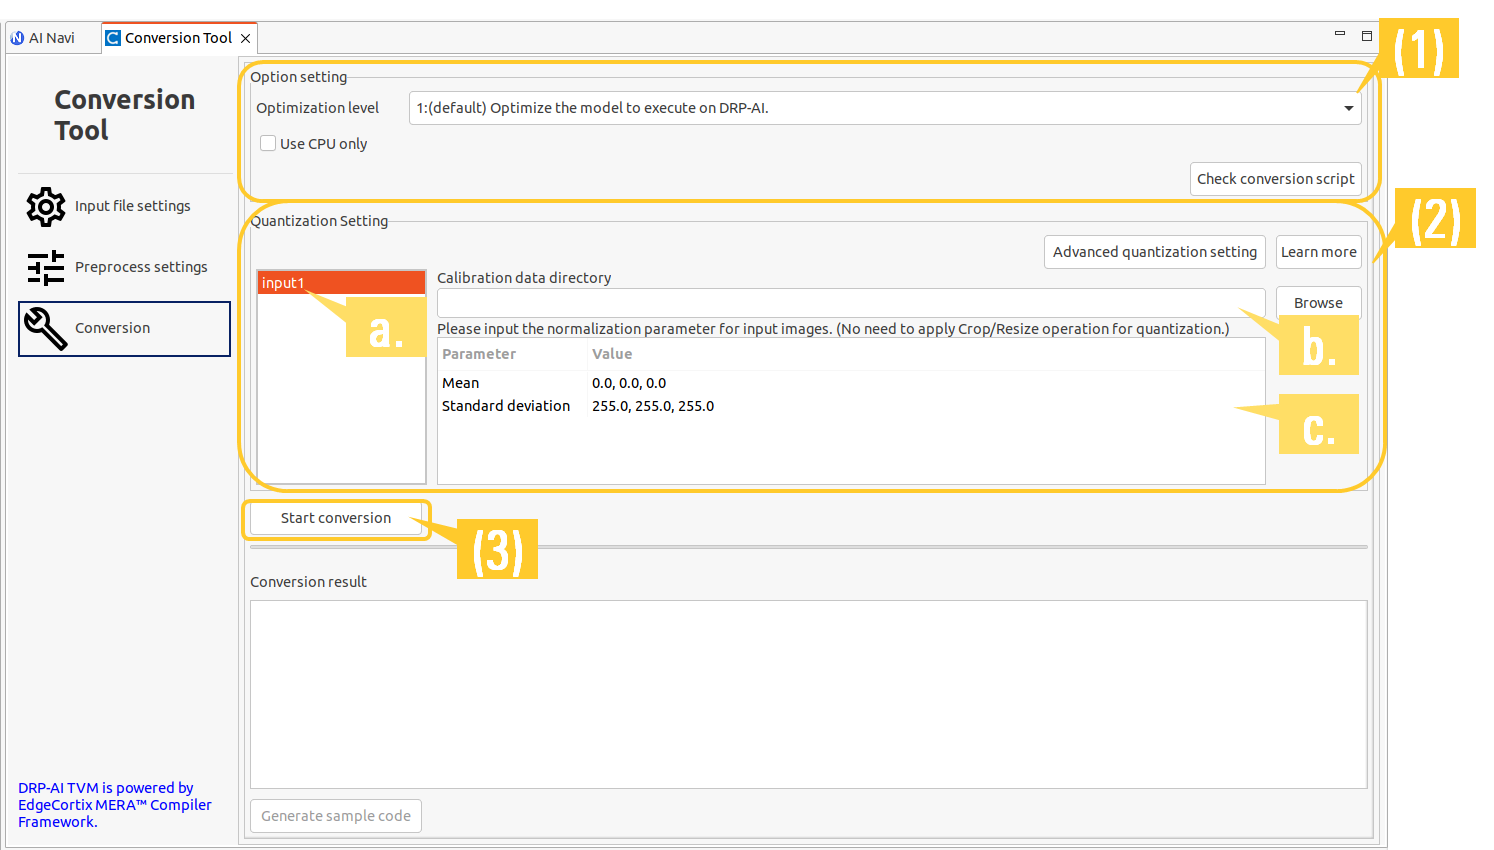 AI Navi
Conversion Tool
(1)
Conversion
Tool
Input file settings
Preprocess settings
Conversion
DRP-AI TVM is powered by
EdgeCortix MERA™ Compiler
Framework.
Option setting
Optimization level 1:(default) Optimize the model to execute on DRP-AI.
Use CPU only
Check conversion script
(2)
Quantization Setting
Advanced quantization setting Learn more
input1
a.
Calibration data directory
Browse
b.
Please input the normalization parameter for input images. (No need to apply Crop/Resize operation for quantization.)
Parameter Value
Mean 0.0, 0.0, 0.0
Standard deviation 255.0, 255.0, 255.0
c.
Start conversion
(3)
Conversion result
Generate sample code